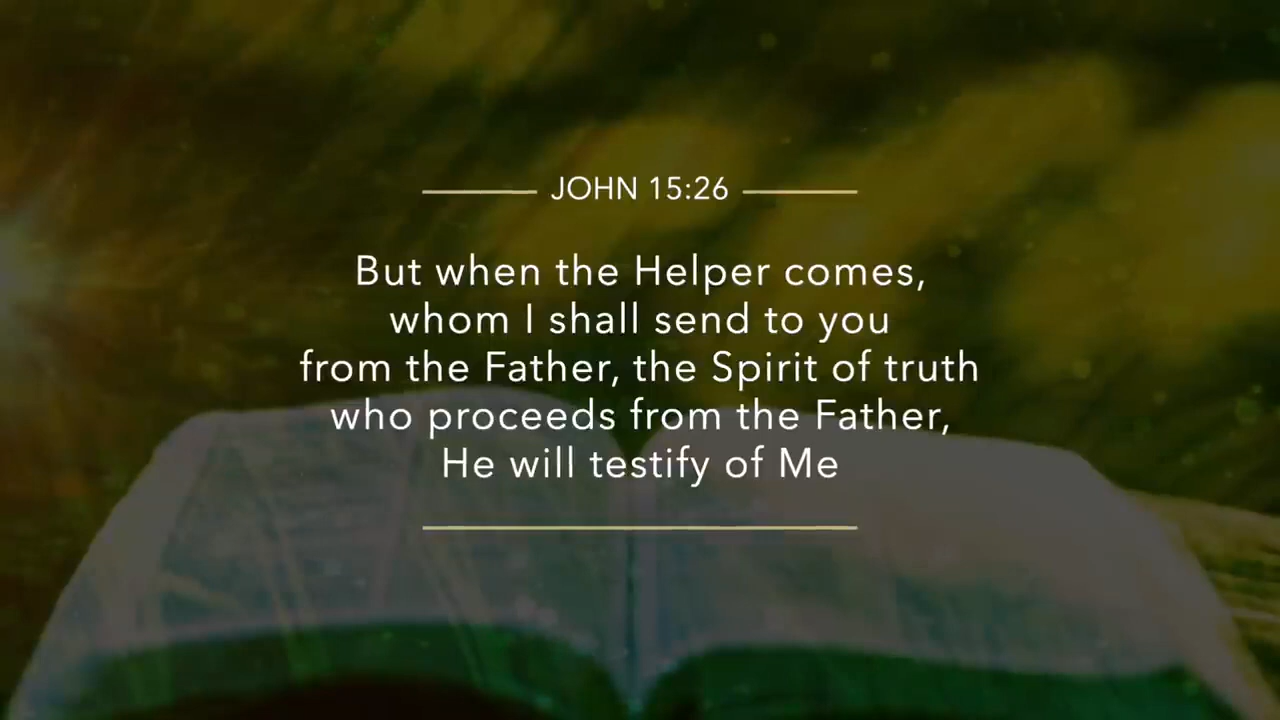 JOHN 15:26
But when the Helper comes,
whom I shall send to you
from the Father, the Spirit of truth
who proceeds from the Father,
He will testify of Me